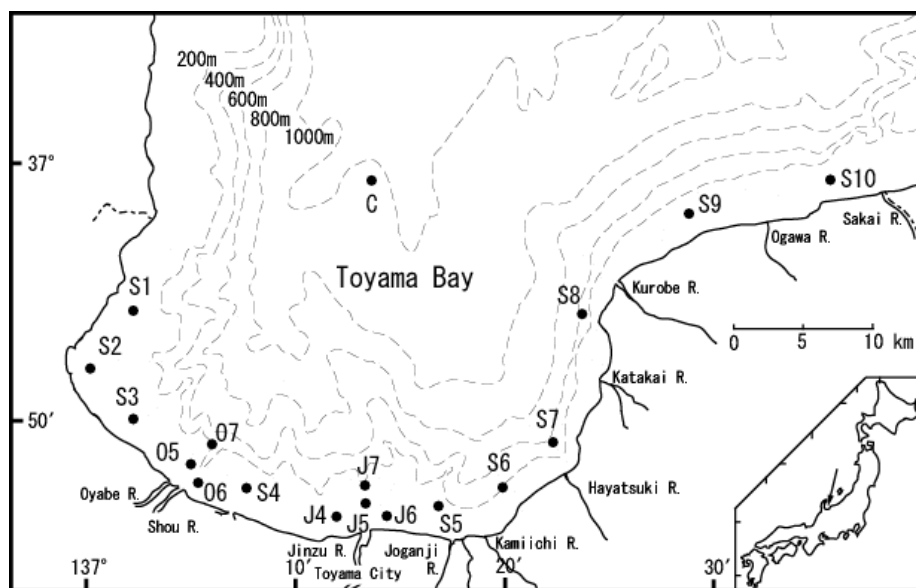 200m
400m
600m
800m
1000m
37°
C
S10
S9
Sakai R.
Ogawa R.
Toyama Bay
S1
S8
Kurobe R.
S2
0 5 10 km
Katakai R.
S3
50′
O7
S7
O5
J7
S6
Oyabe R.
O6
S4
Hayatsuki R.
Shou R.
J4
J5
J6
S5
Jinzu R.
Joganji
R.
Kamiichi R.
Toyama City
137°
10′
20′
30′